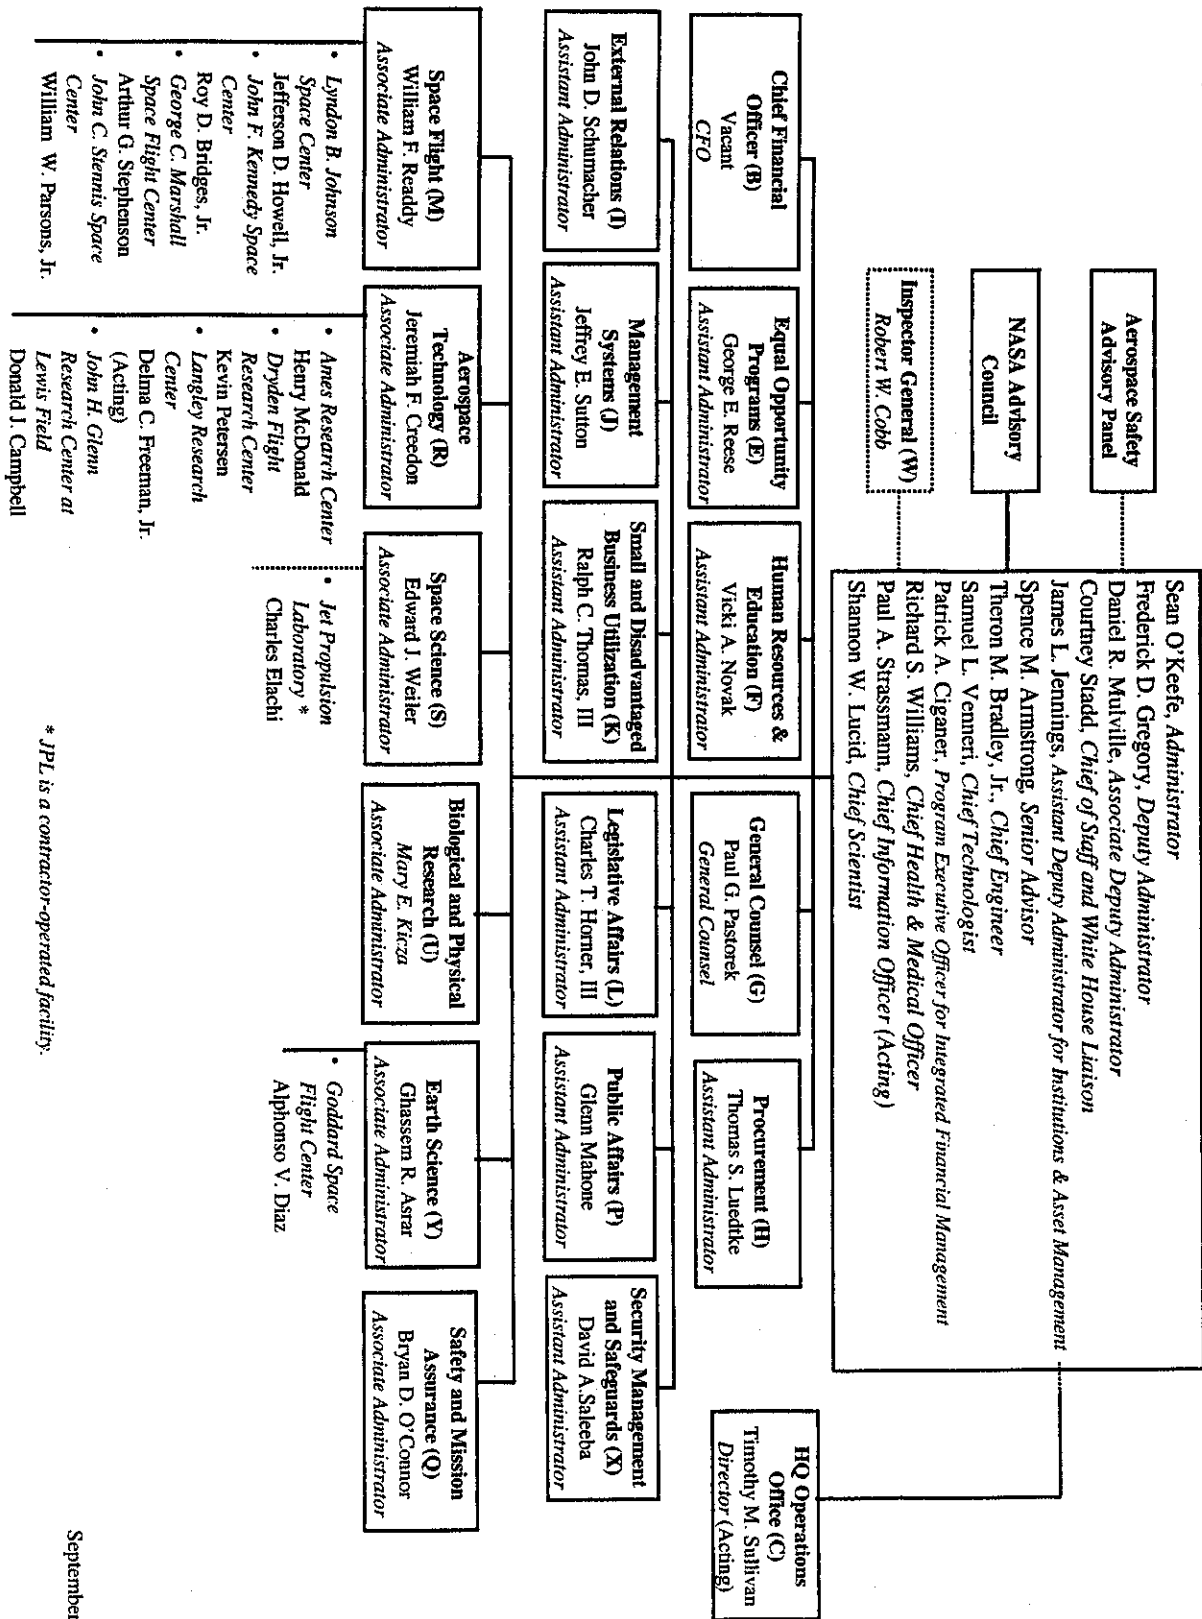 Aerospace Safety
Advisory Panel
NASA Advisory
Council
Inspector General (W)
Robert W. Cobb
Sean O'Keefe, Administrator
Frederick D. Gregory, Deputy Administrator
Daniel R. Mulville, Associate Deputy Administrator
Courtney Stadd, Chief of Staff and White House Liaison
James L. Jennings, Assistant Deputy Administrator for Institutions & Asset Management
Spence M. Armstrong, Senior Advisor
Theron M. Bradley, Jr., Chief Engineer
Samuel L. Venneri, Chief Technologist
Patrick A. Ciganer, Program Executive Officer for Integrated Financial Management
Richard S. Williams, Chief Health & Medical Officer
Paul A. Strassmann, Chief Information Officer (Acting)
Shannon W. Lucid, Chief Scientist
HQ Operations
Office (C)
Timothy M. Sullivan
Director (Acting)
Chief Financial
Officer (B)
Vacant
CFO
Equal Opportunity
Programs (E)
George E. Reese
Assistant Administrator
Human Resources &
Education (F)
Vicki A. Novak
Assistant Administrator
General Counsel (G)
Paul G. Pastorek
General Counsel
Procurement (H)
Thomas S. Luedtke
Assistant Administrator
External Relations (I)
John D. Schumacher
Assistant Administrator
Management
Systems (J)
Jeffrey E. Sutton
Assistant Administrator
Small and Disadvantaged
Business Utilization (K)
Ralph C. Thomas, III
Assistant Administrator
Legislative Affairs (L)
Charles T. Horner, III
Assistant Administrator
Public Affairs (P)
Glenn Mahone
Assistant Administrator
Security Management
and Safeguards (X)
David A.Saleeba
Assistant Administrator
Space Flight (M)
William F. Readdy
Associate Administrator
Aerospace
Technology (R)
Jeremiah F. Creedon
Associate Administrator
Space Science (S)
Edward J. Weiler
Associate Administrator
Biological and Physical
Research (U)
Mary E. Kicza
Associate Administrator
Earth Science (Y)
Ghassem R. Asrar
Associate Administrator
Safety and Mission
Assurance (Q)
Bryan D. O'Connor
Associate Administrator
• Lyndon B. Johnson
Space Center
Jefferson D. Howell, Jr.
• John F. Kennedy Space
Center
Roy D. Bridges, Jr.
• George C. Marshall
Space Flight Center
Arthur G. Stephenson
• John C. Stennis Space
Center
William W. Parsons, Jr.
• Ames Research Center
Henry McDonald
• Dryden Flight
Research Center
Kevin Petersen
• Langley Research
Center
Delma C. Freeman, Jr.
(Acting)
• John H. Glenn
Research Center at
Lewis Field
Donald J. Campbell
• Jet Propulsion
Laboratory *
Charles Elachi
• Goddard Space
Flight Center
Alphonso V. Diaz
* JPL is a contractor-operated facility.
September